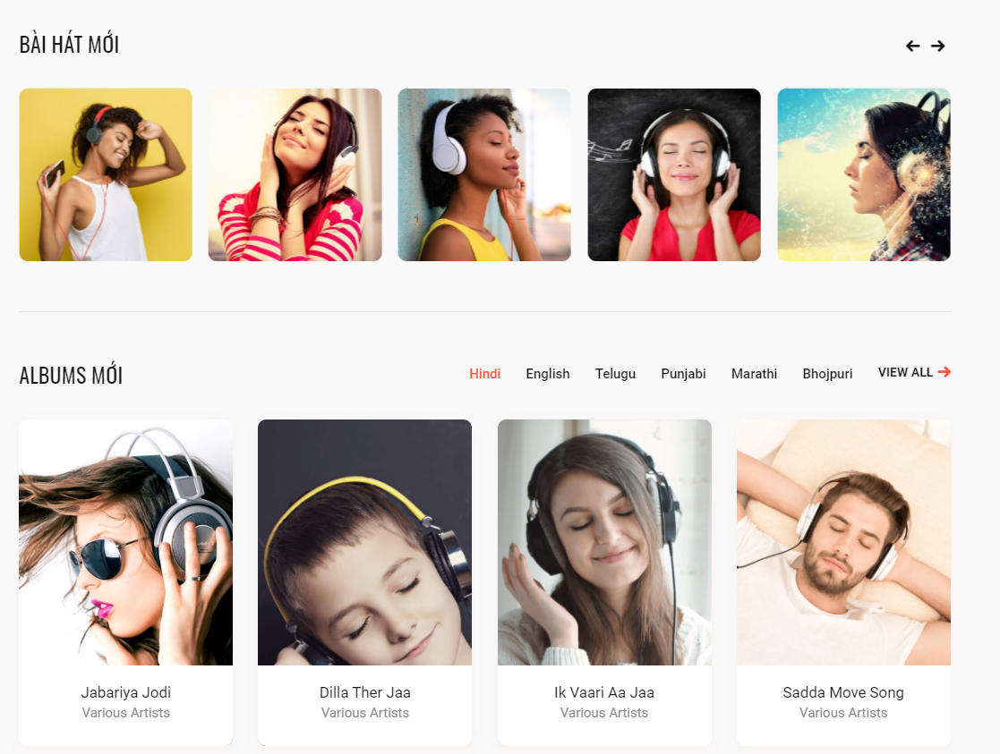 BÀI HÁT MỚI
ALBUMS MỚI
Hindi English Telugu Punjabi Marathi Bhojpuri VIEW ALL
Jabariya Jodi
Various Artists
Dilla Ther Jaa
Various Artists
Ik Vaari Aa Jaa
Various Artists
Sadda Move Song
Various Artists